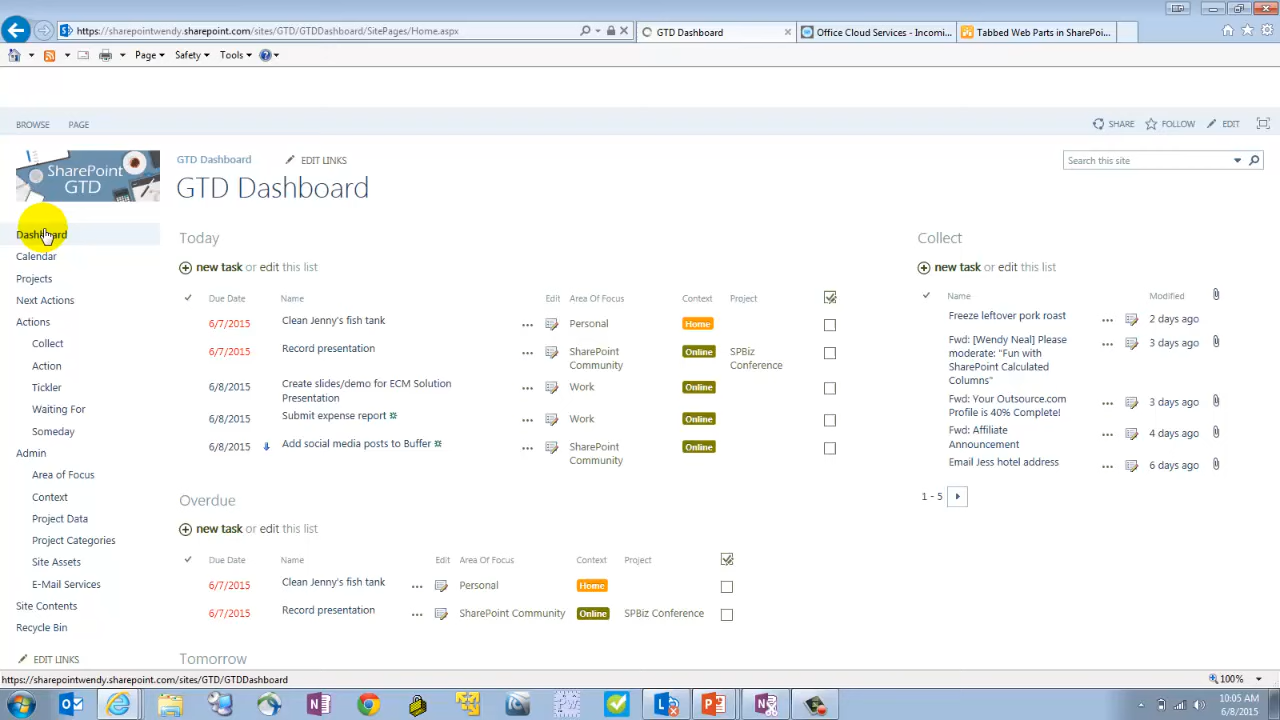 https://sharepointwendy.sharepoint.com/sites/GTD/GTDDashboard/SitePages/Home.aspx
GTD Dashboard
Office Cloud Services - Incomi...
Tabbed Web Parts in SharePoi...
Page
Safety
Tools
BROWSE
PAGE
SHARE
FOLLOW
EDIT
SharePoint
GTD
GTD Dashboard
EDIT LINKS
Search this site
GTD Dashboard
Dashboard
Calendar
Projects
Next Actions
Actions
Collect
Action
Tickler
Waiting For
Someday
Admin
Area of Focus
Context
Project Data
Project Categories
Site Assets
E-Mail Services
Site Contents
Recycle Bin
EDIT LINKS
Today
new task or edit this list
Due Date Name Edit Area Of Focus Context Project
6/7/2015 Clean Jenny's fish tank ... Personal Home
6/7/2015 Record presentation ... SharePoint Online SPBiz
Community Conference
6/8/2015 Create slides/demo for ECM Solution ... Work Online
Presentation
6/8/2015 Submit expense report ... Work Online
6/8/2015 Add social media posts to Buffer ... SharePoint Online
Community
Overdue
new task or edit this list
Due Date Name Edit Area Of Focus Context Project
6/7/2015 Clean Jenny's fish tank ... Personal Home
6/7/2015 Record presentation ... SharePoint Community Online SPBiz Conference
Tomorrow
Collect
new task or edit this list
Name Modified
Freeze leftover pork roast ... 2 days ago
Fwd: [Wendy Neal] Please ... 3 days ago
moderate: "Fun with
SharePoint Calculated
Columns"
Fwd: Your Outsource.com ... 3 days ago
Profile is 40% Complete!
Fwd: Affiliate ... 4 days ago
Announcement
Email Jess hotel address ... 6 days ago
1 - 5
https://sharepointwendy.sharepoint.com/sites/GTD/GTDDashboard
100%
10:05 AM
6/8/2015